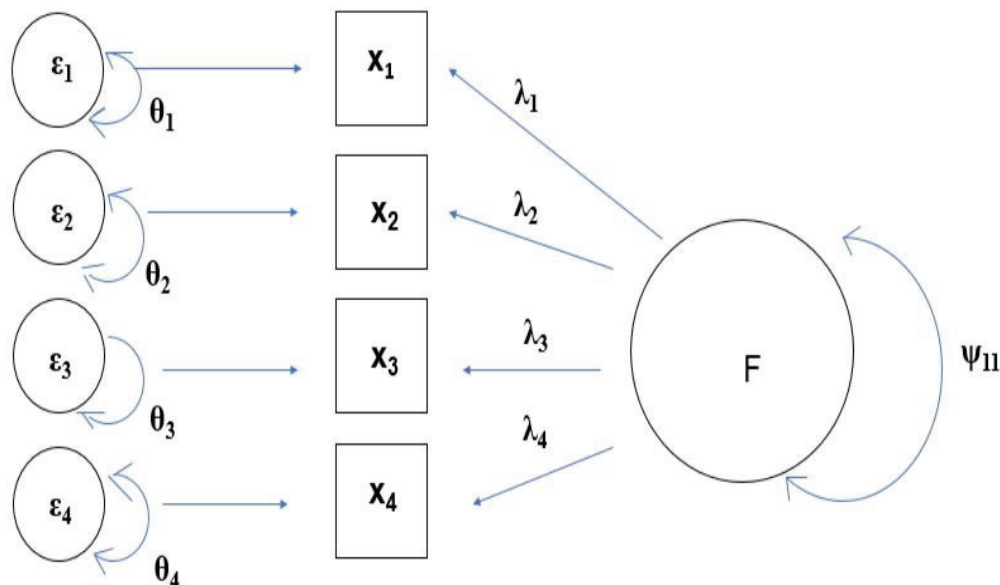 ε₁
θ₁
X₁
λ₁
ε₂
θ₂
X₂
λ₂
ε₃
θ₃
X₃
λ₃
ε₄
θ₄
X₄
λ₄
F
Ψ₁₁